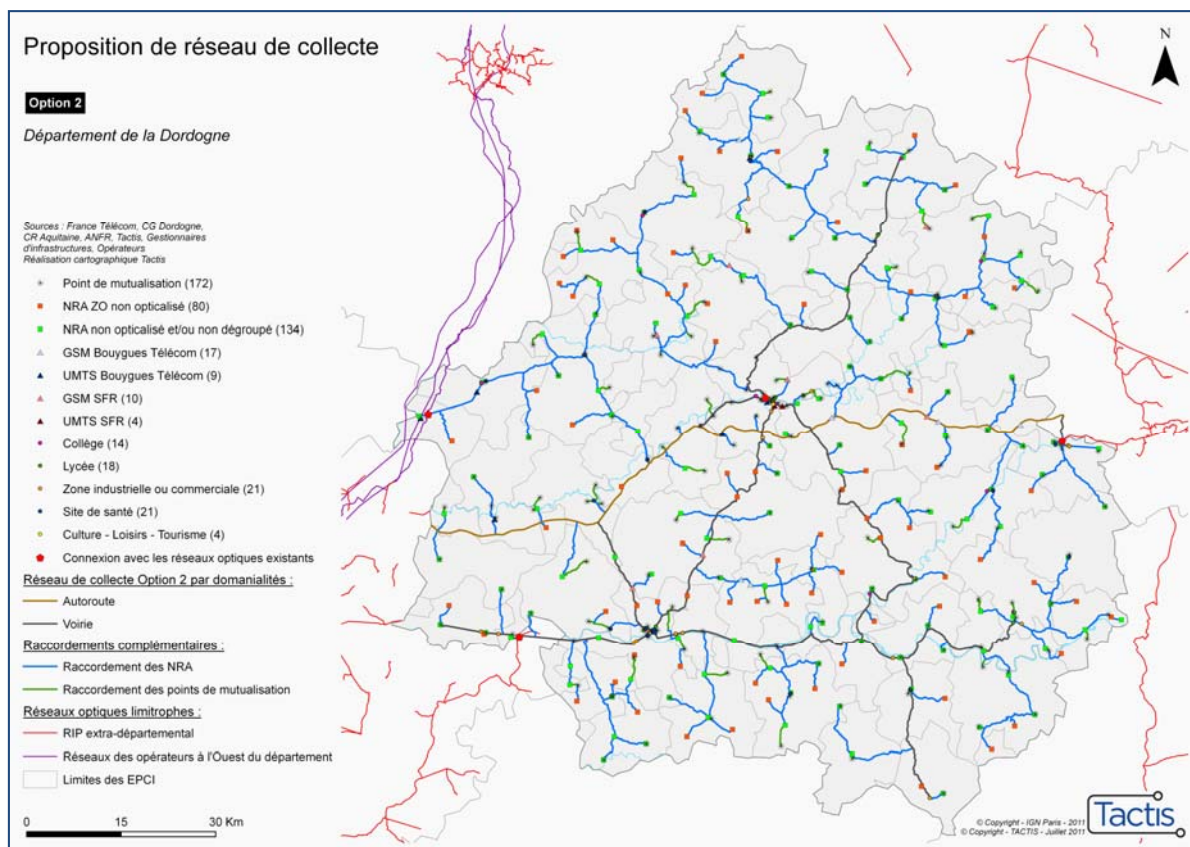 Proposition de réseau de collecte
N
Option 2
Département de la Dordogne
Sources : France Télécom, CG Dordogne,
CR Aquitaine, ANFR, Tactis, Gestionnaires
d'infrastructures, Opérateurs
Réalisation cartographique Tactis
Point de mutualisation (172)
NRA ZO non opticalisé (80)
NRA non opticalisé et/ou non dégroupé (134)
GSM Bouygues Télécom (17)
UMTS Bouygues Télécom (9)
GSM SFR (10)
UMTS SFR (4)
Collège (14)
Lycée (18)
Zone industrielle ou commerciale (21)
Site de santé (21)
Culture - Loisirs - Tourisme (4)
Connexion avec les réseaux optiques existants
Réseau de collecte Option 2 par domanialités :
Autoroute
Voirie
Raccordements complémentaires :
Raccordement des NRA
Raccordement des points de mutualisation
Réseaux optiques limitrophes :
RIP extra-départemental
Réseaux des opérateurs à l'Ouest du département
Limites des EPCI
0 15 30 Km
© Copyright - IGN Paris - 2011
© Copyright - TACTIS - Juillet 2011
Tactis